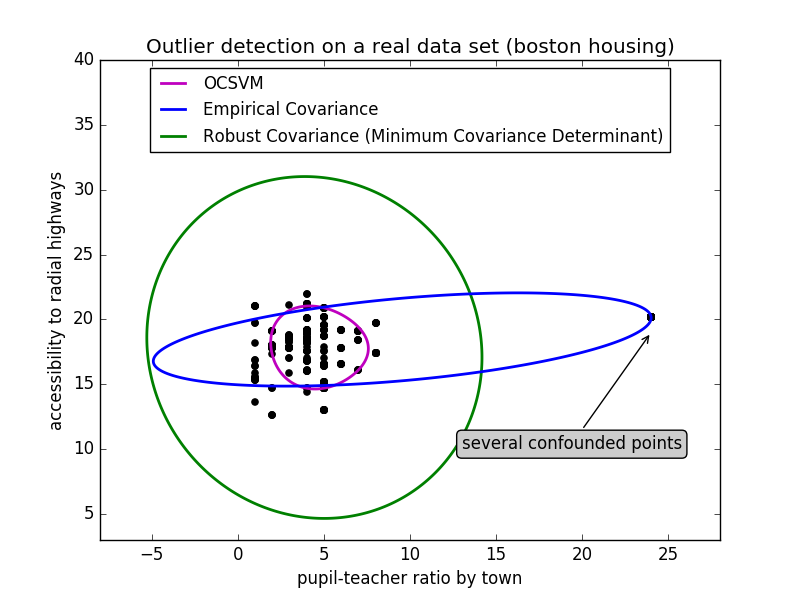 Outlier detection on a real data set (boston housing)
OCSVM
Empirical Covariance
Robust Covariance (Minimum Covariance Determinant)
accessibility to radial highways
40
35
30
25
20
15
10
5
several confounded points
−5
0
5
10
15
20
25
pupil-teacher ratio by town